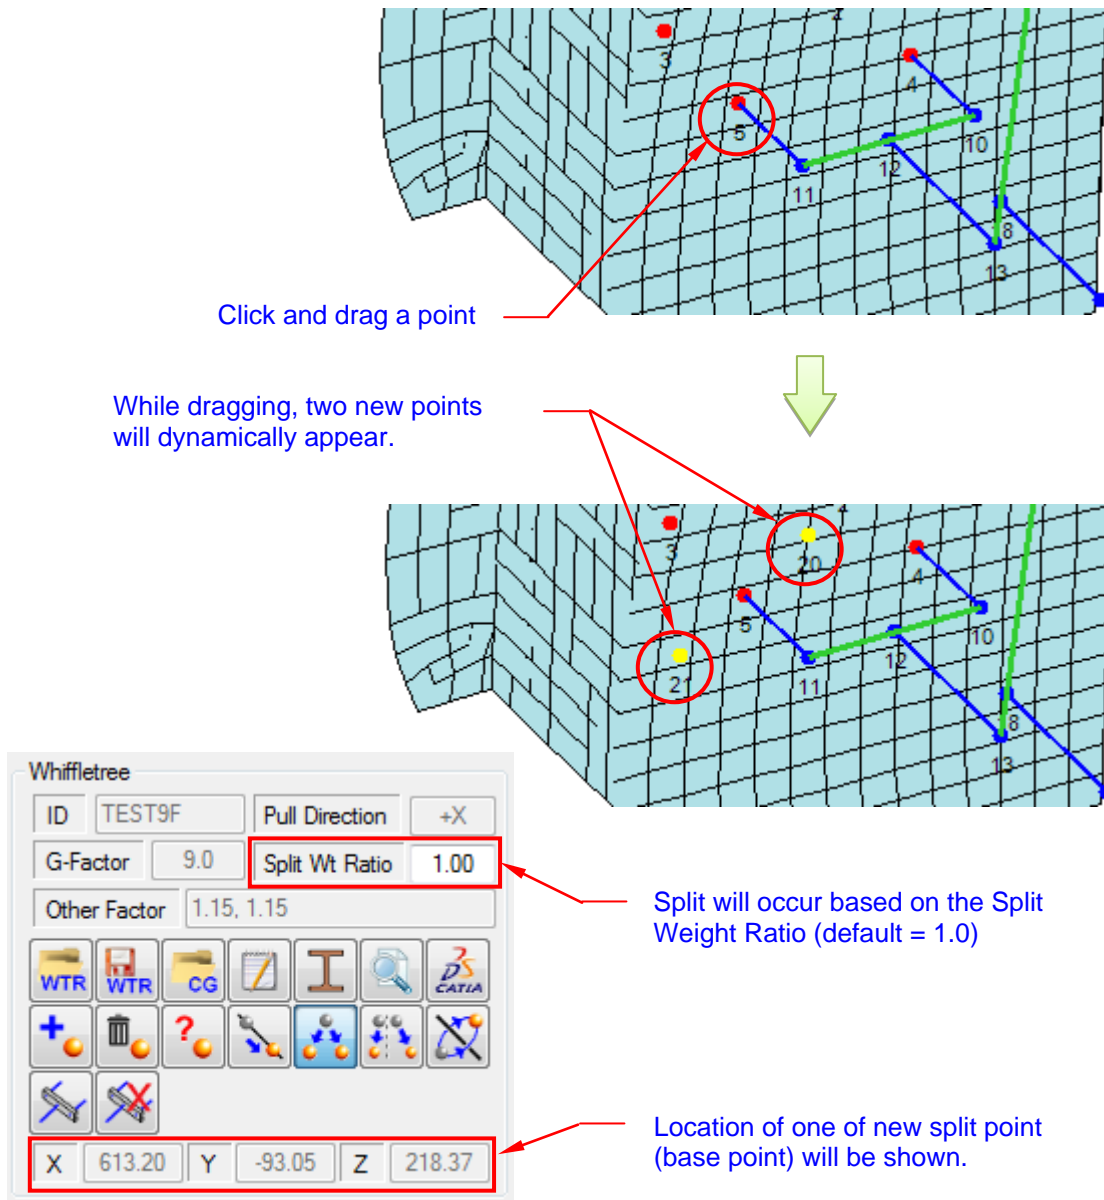 2
3
4
5
10
12
11
8
13
Click and drag a point
While dragging, two new points
will dynamically appear.
3
20
4
5
10
12
21
11
8
13
Whiffletree
ID TEST9F Pull Direction +X
G-Factor 9.0 Split Wt Ratio 1.00
Other Factor 1.15, 1.15
Split will occur based on the Split
Weight Ratio (default = 1.0)
WTR WTR CG CATIA
?
Location of one of new split point
(base point) will be shown.
X 613.20 Y -93.05 Z 218.37